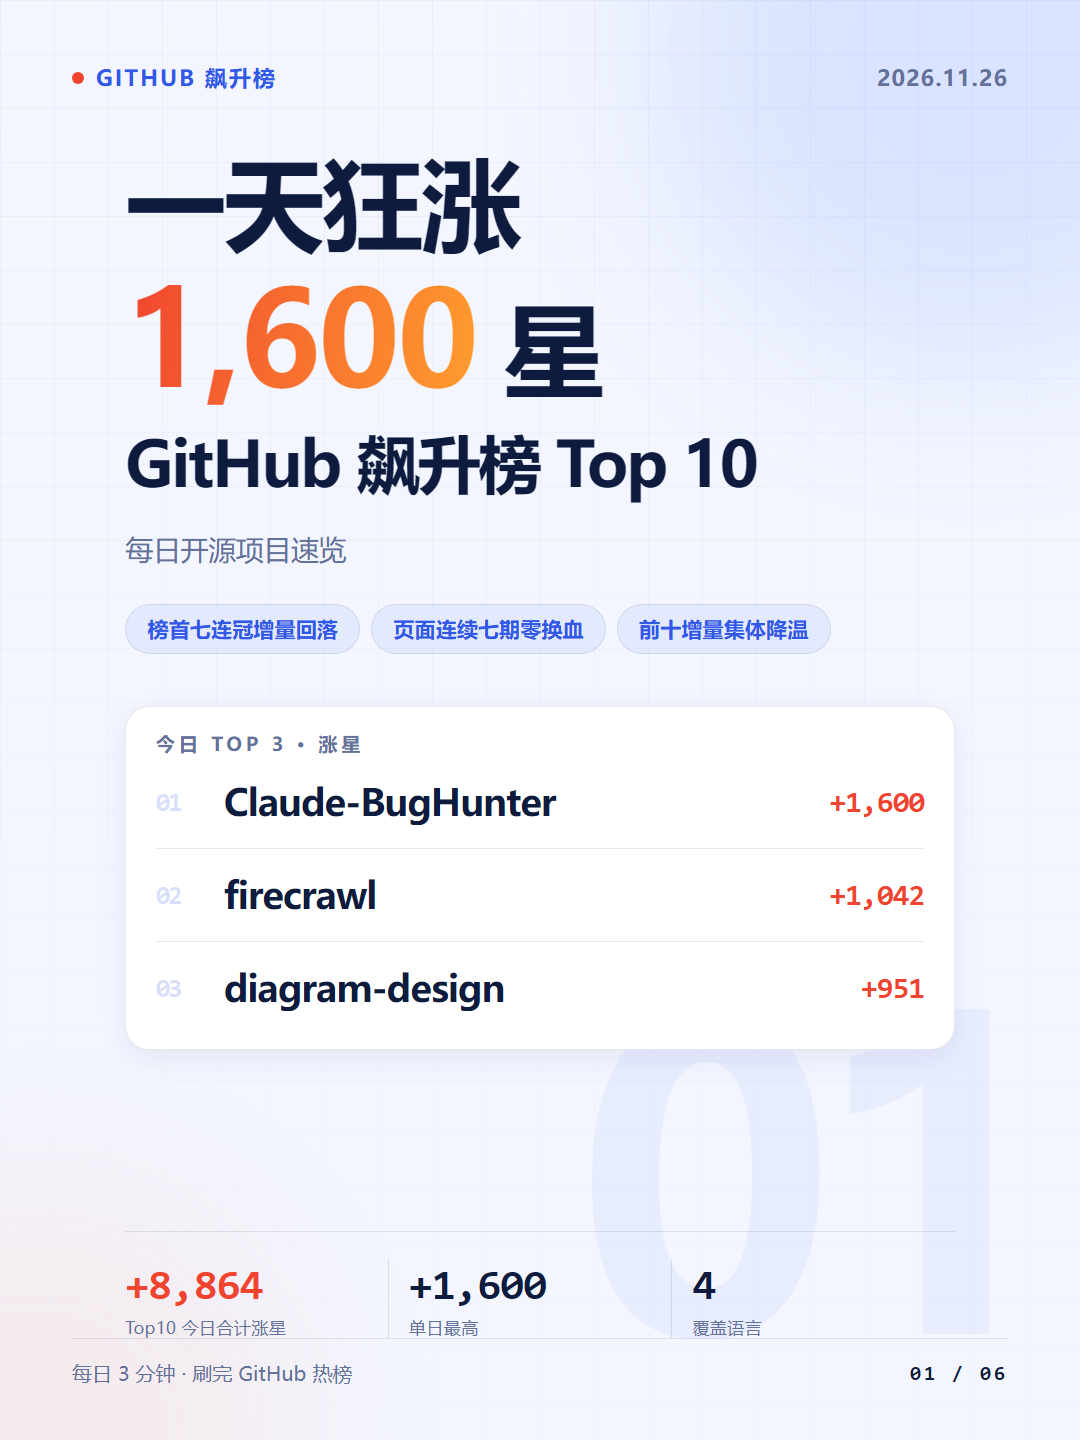 GITHUB 飙升榜
2026.11.26
一天狂涨
1,600 星
GitHub 飙升榜 Top 10
每日开源项目速览
榜首七连冠增量回落
页面连续七期零换血
前十增量集体降温
今日 TOP 3 · 涨星
01 Claude-BugHunter +1,600
02 firecrawl +1,042
03 diagram-design +951
01
+8,864
Top10 今日合计涨星
+1,600
单日最高
4
覆盖语言
每日 3 分钟 · 刷完 GitHub 热榜
01 / 06